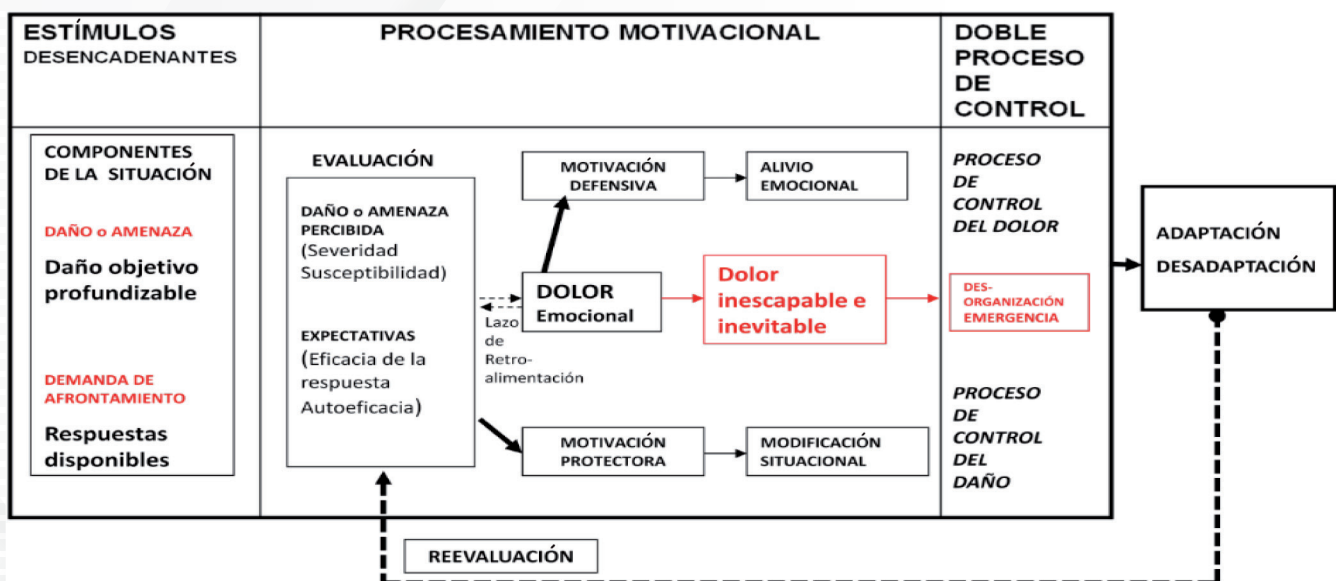 ESTÍMULOS
DESENCADENANTES
PROCESAMIENTO MOTIVACIONAL
DOBLE
PROCESO
DE
CONTROL
COMPONENTES
DE LA SITUACIÓN
DAÑO o AMENAZA
Daño objetivo
profundizable
DEMANDA DE
AFRONTAMIENTO
Respuestas
disponibles
EVALUACIÓN
DAÑO o AMENAZA
PERCIBIDA
(Severidad
Susceptibilidad)
EXPECTATIVAS
(Eficacia de la
respuesta
Autoeficacia)
Lazo
de
Retro-
alimentación
MOTIVACIÓN
DEFENSIVA
ALIVIO
EMOCIONAL
DOLOR
Emocional
Dolor
inescapable e
inevitable
MOTIVACIÓN
PROTECTORA
MODIFICACIÓN
SITUACIONAL
PROCESO
DE
CONTROL
DEL DOLOR
DES-
ORGANIZACIÓN
EMERGENCIA
PROCESO
DE
CONTROL
DEL
DAÑO
ADAPTACIÓN
DESADAPTACIÓN
REEVALUACIÓN